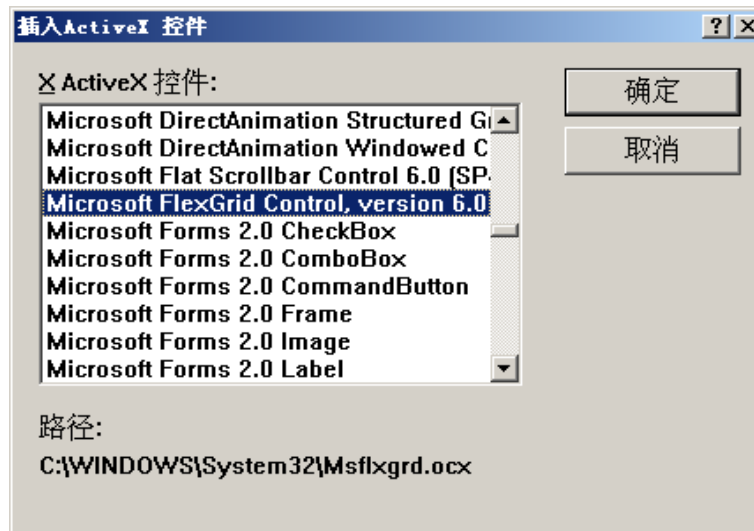 插入ActiveX 控件
X ActiveX 控件:
确定
取消
Microsoft DirectAnimation Structured G
Microsoft DirectAnimation Windowed C
Microsoft Flat Scrollbar Control 6.0 (SP
Microsoft FlexGrid Control, version 6.0
Microsoft Forms 2.0 CheckBox
Microsoft Forms 2.0 ComboBox
Microsoft Forms 2.0 CommandButton
Microsoft Forms 2.0 Frame
Microsoft Forms 2.0 Image
Microsoft Forms 2.0 Label
路径:
C:\WINDOWS\System32\Msflxgrd.ocx